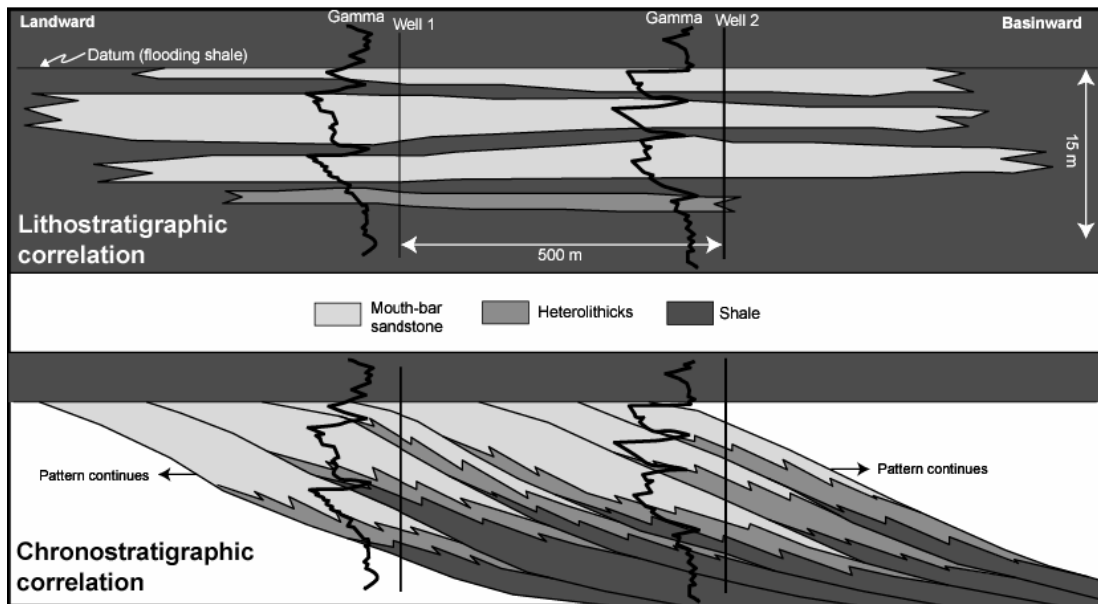 Landward
Gamma
Well 1
Gamma
Well 2
Basinward
Datum (flooding shale)
15 m
Lithostratigraphic
correlation
500 m
Mouth-bar
sandstone
Heterolithicks
Shale
Pattern continues
Pattern continues
Chronostratigraphic
correlation